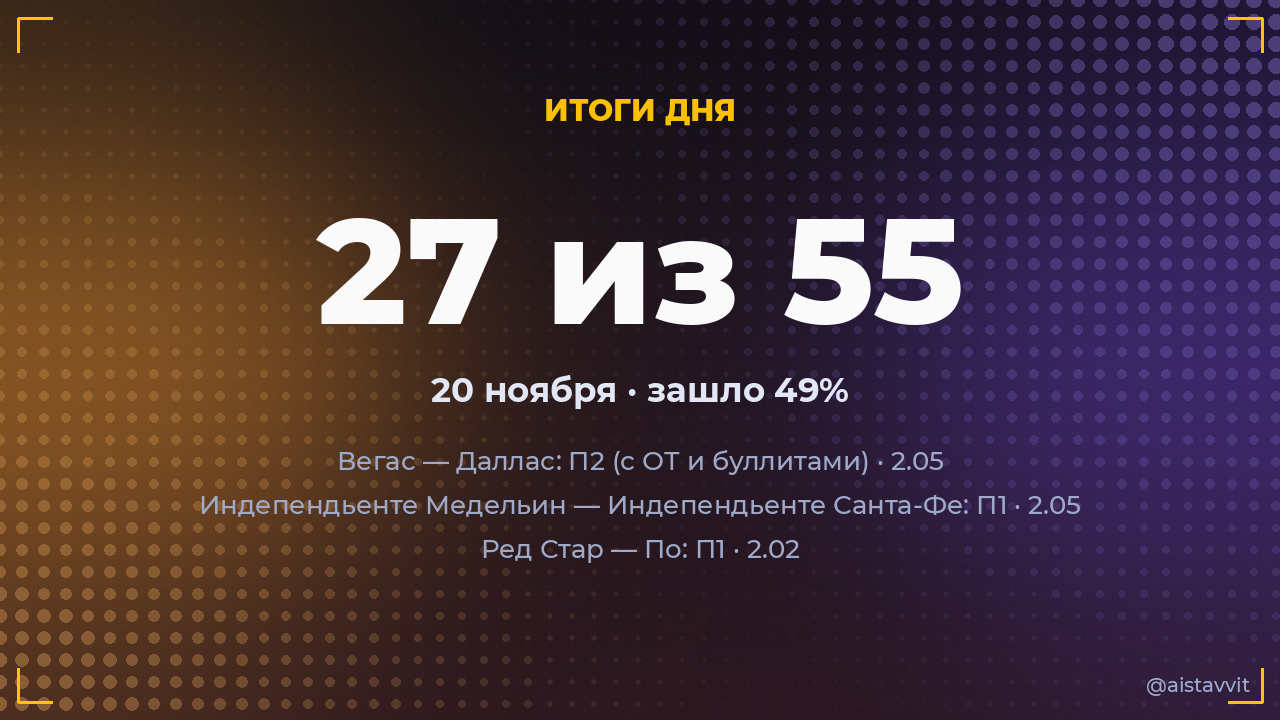 ИТОГИ ДНЯ
27 из 55
20 ноября · зашло 49%
Вегас — Даллас: П2 (с ОТ и буллитами) · 2.05
Индепендьенте Медельин — Индепендьенте Санта-Фе: П1 · 2.05
Ред Стар — По: П1 · 2.02
@aistavvit